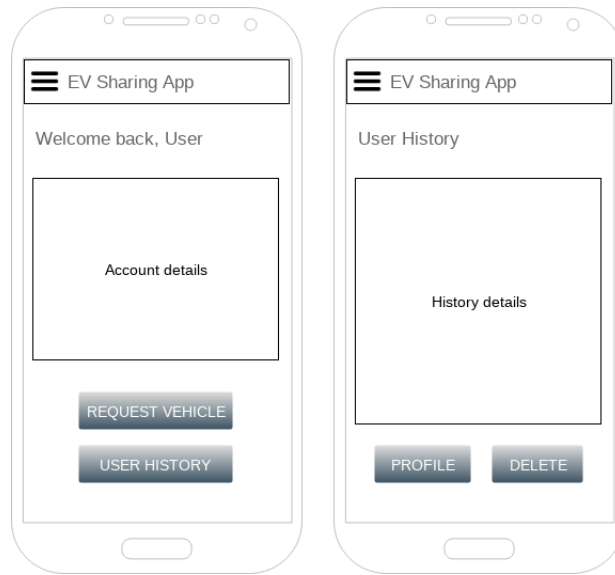 EV Sharing App
Welcome back, User
Account details
REQUEST VEHICLE
USER HISTORY
EV Sharing App
User History
History details
PROFILE
DELETE